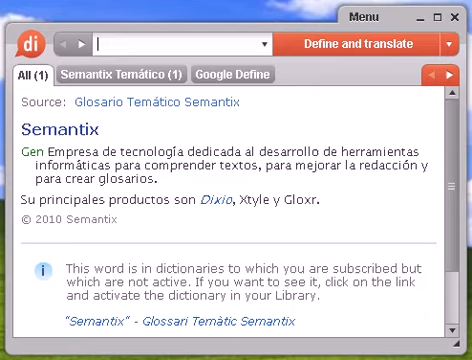 Menu
di
Define and translate
All (1) Semantix Temático (1) Google Define
Source: Glosario Temático Semantix
Semantix
Gen Empresa de tecnología dedicada al desarrollo de herramientas
informáticas para comprender textos, para mejorar la redacción y
para crear glosarios.
Su principales productos son Dixio, Xtyle y Gloxr.
© 2010 Semantix
i
This word is in dictionaries to which you are subscribed but
which are not active. If you want to see it, click on the link
and activate the dictionary in your Library.
"Semantix" - Glossari Temàtic Semantix